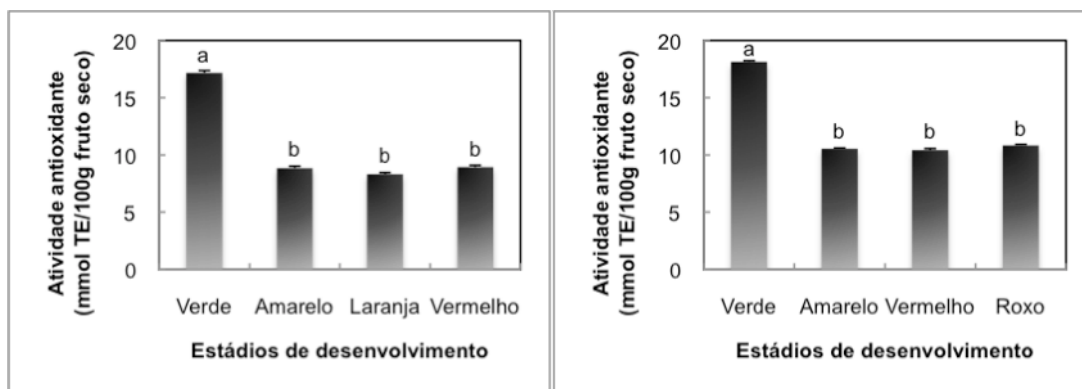 Atividade antioxidante
(mmol TE/100g fruto seco)
20
15
10
5
0
a
b
b
b
Verde Amarelo Laranja Vermelho
Estádios de desenvolvimento
Atividade antioxidante
(mmol TE/100g fruto seco)
20
15
10
5
0
a
b
b
b
Verde Amarelo Vermelho Roxo
Estádios de desenvolvimento